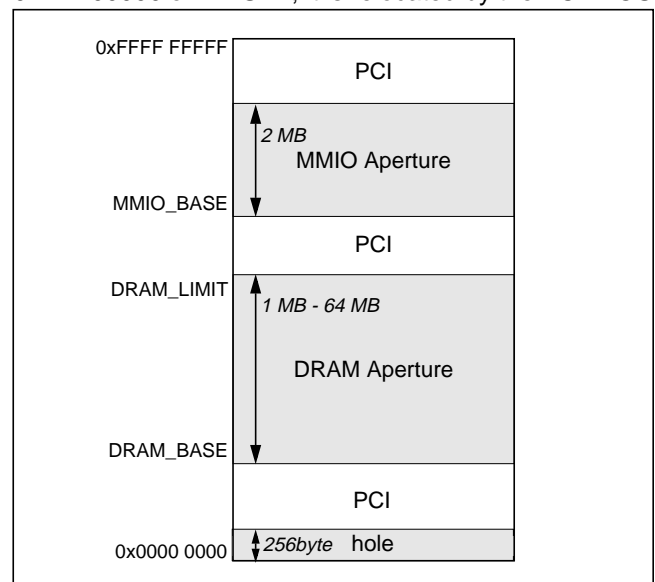 0xFFFF FFFFF
PCI
2 MB
MMIO Aperture
MMIO_BASE
PCI
DRAM_LIMIT
1 MB - 64 MB
DRAM Aperture
DRAM_BASE
PCI
256byte hole
0x0000 0000